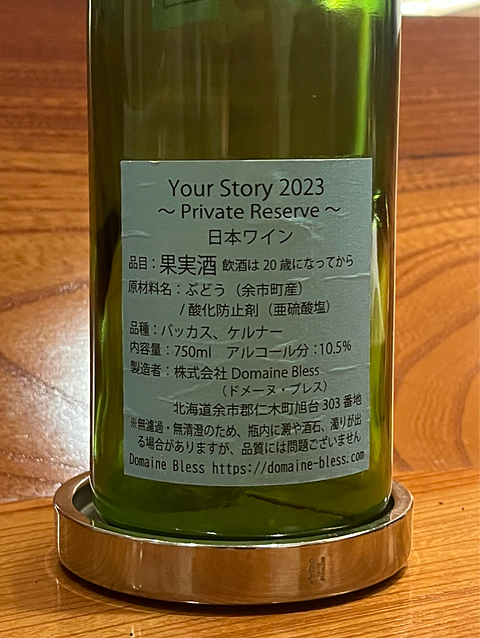 Your Story 2023
～ Private Reserve ～
日本ワイン
品目：果実酒 飲酒は 20 歳になってから
原材料名：ぶどう（余市町産）
/ 酸化防止剤（亜硫酸塩）
品種：バッカス、ケルナー
内容量：750ml アルコール分：10.5%
製造者：株式会社 Domaine Bless
（ドメーヌ・ブレス）
北海道余市郡仁木町旭台 303 番地
※無濾過・無清澄のため、瓶内に澱や酒石、濁りが出
る場合がありますが、品質には問題ございません
Domaine Bless https://domaine-bless.com